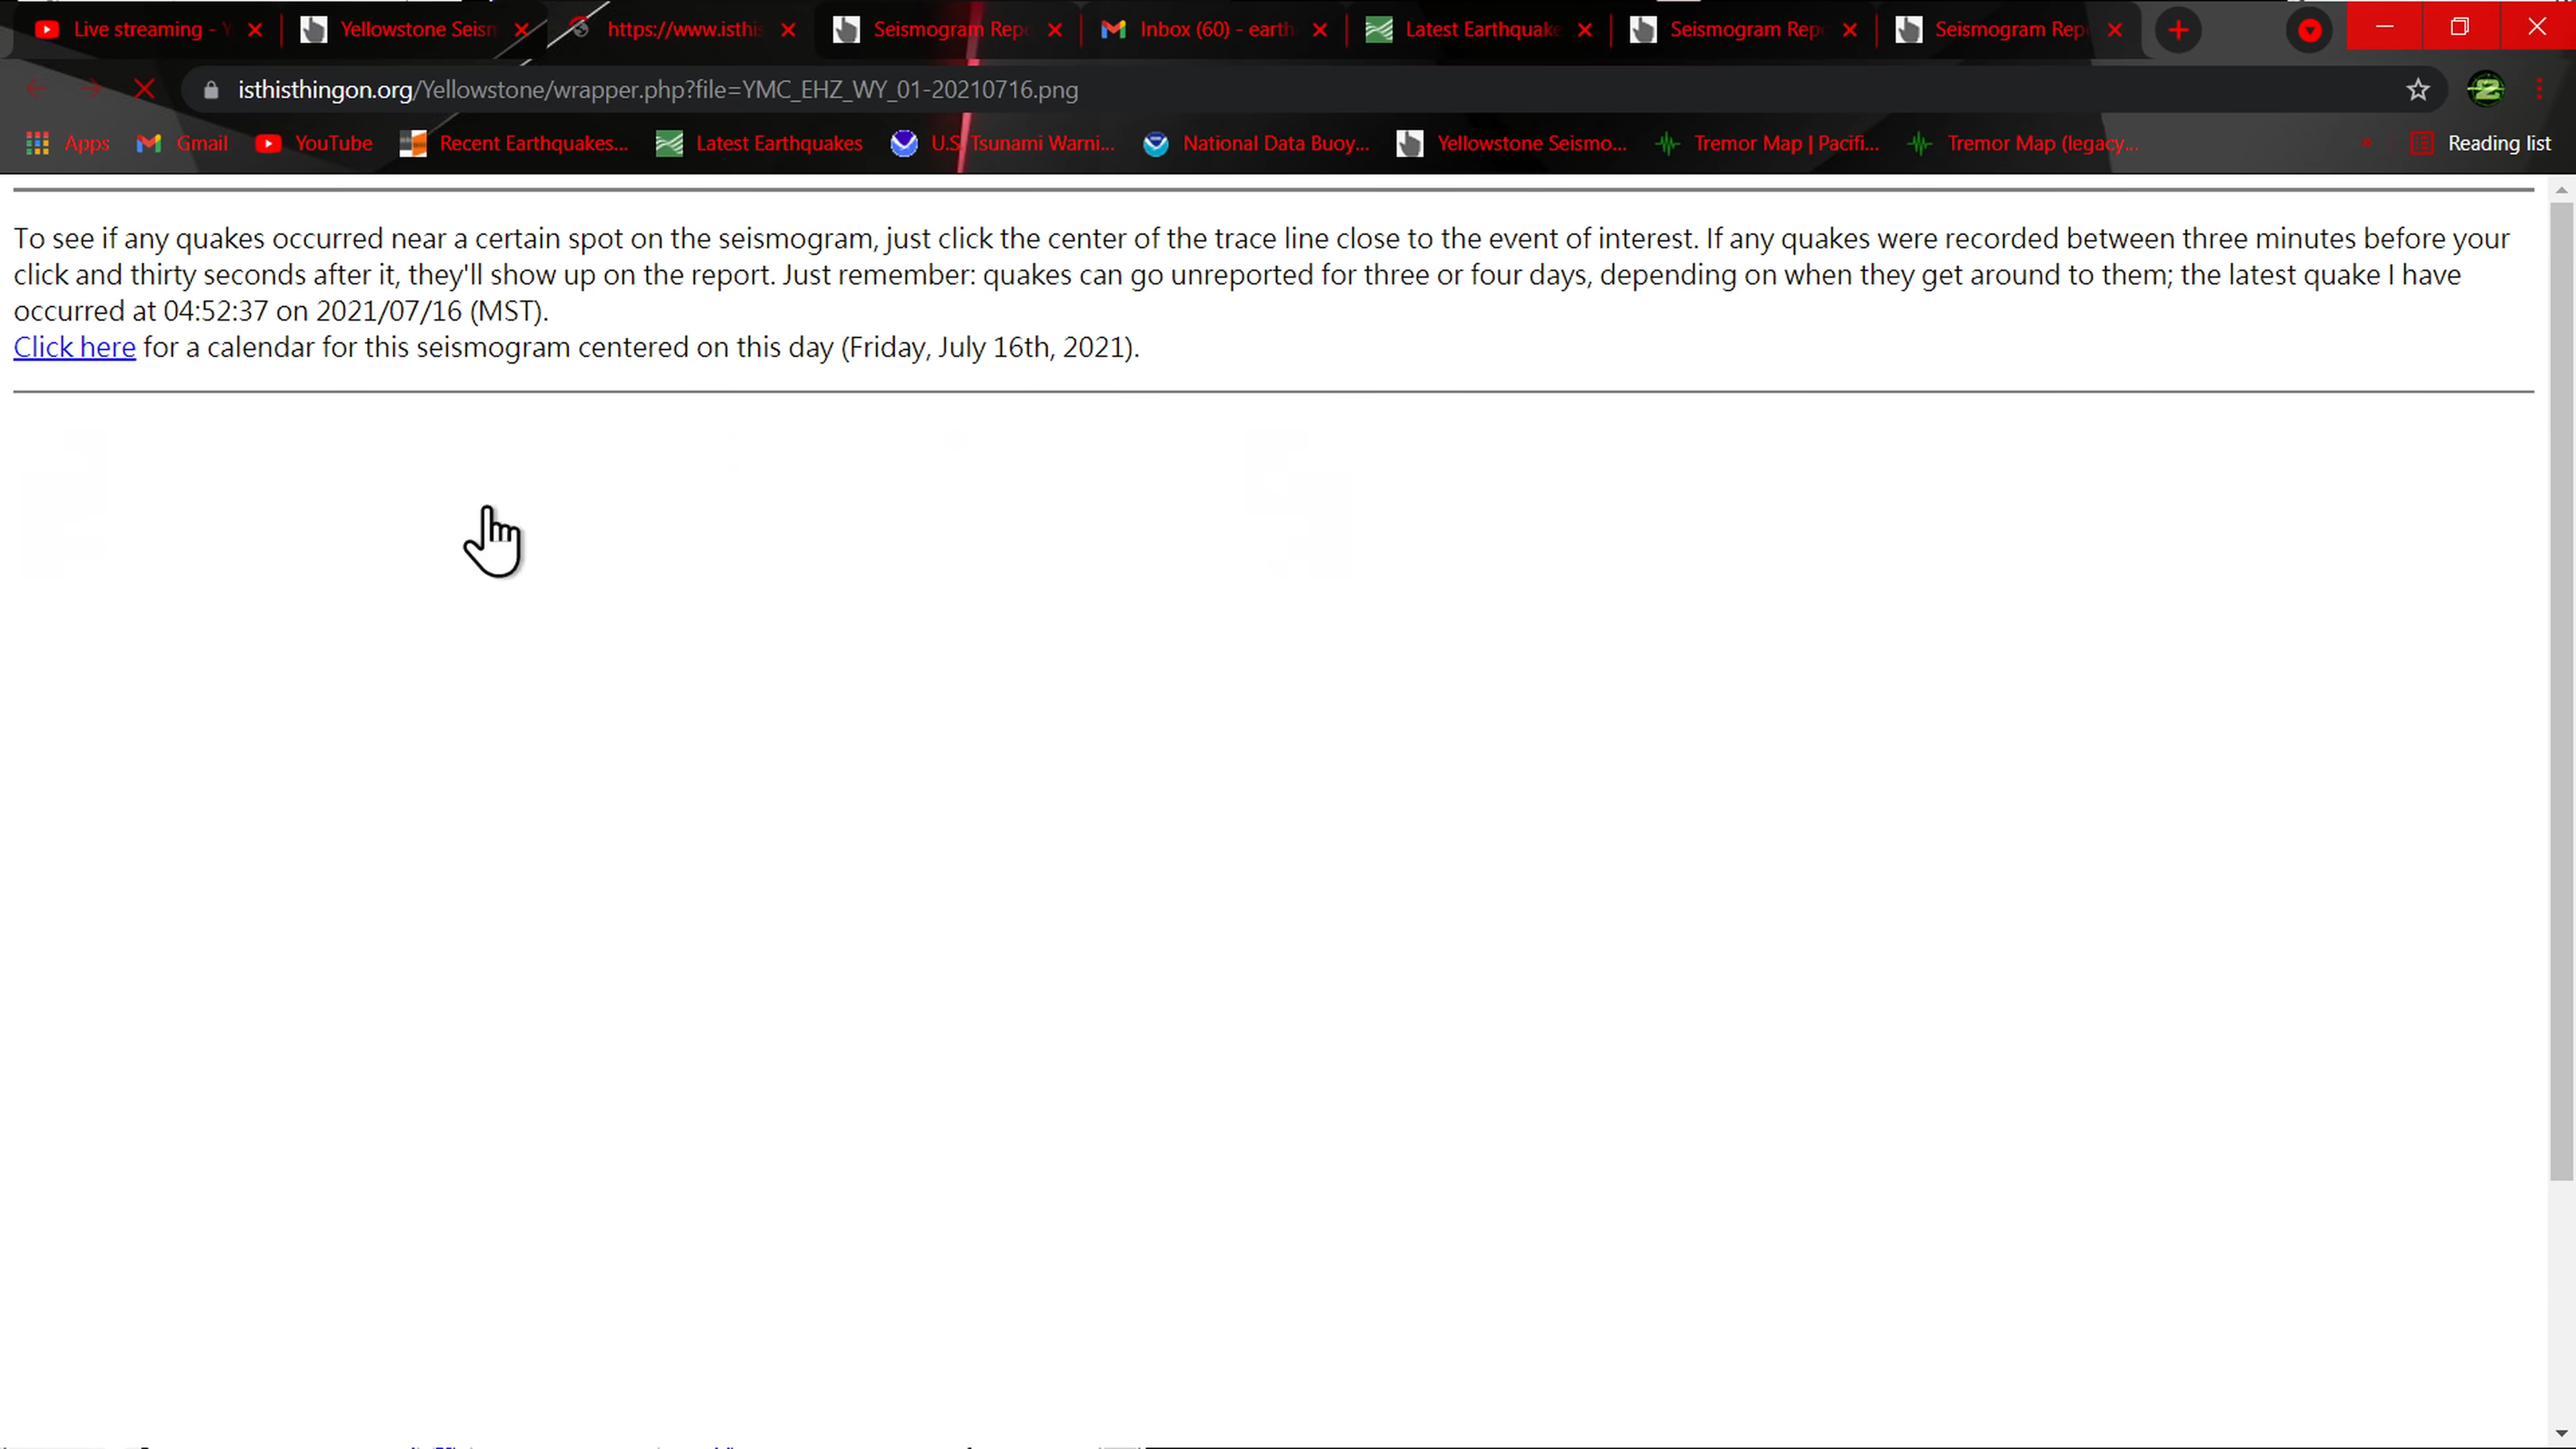 Live streaming - Y
Yellowstone Seism
https://www.isthis
Seismogram Repo
Inbox (60) - earth
Latest Earthquake
Seismogram Rep
Seismogram Rep
isthisthingon.org/Yellowstone/wrapper.php?file=YMC_EHZ_WY_01-20210716.png
Apps
Gmail
YouTube
Recent Earthquakes...
Latest Earthquakes
U.S. Tsunami Warni...
National Data Buoy...
Yellowstone Seismo...
Tremor Map | Pacifi...
Tremor Map (legacy...
»
Reading list
To see if any quakes occurred near a certain spot on the seismogram, just click the center of the trace line close to the event of interest. If any quakes were recorded between three minutes before your
click and thirty seconds after it, they'll show up on the report. Just remember: quakes can go unreported for three or four days, depending on when they get around to them; the latest quake I have
occurred at 04:52:37 on 2021/07/16 (MST).
Click here for a calendar for this seismogram centered on this day (Friday, July 16th, 2021).